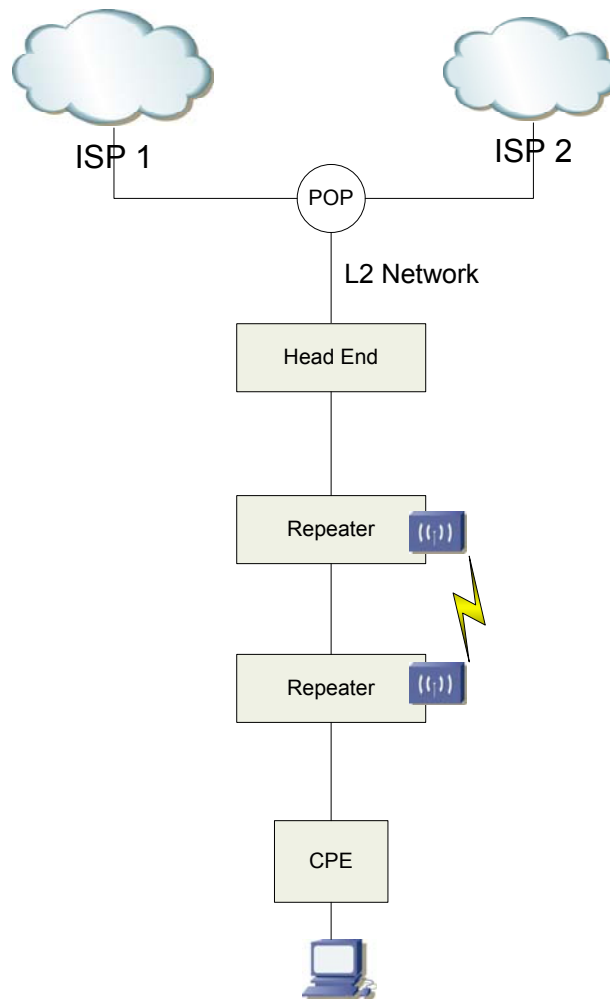 ISP 1
ISP 2
POP
L2 Network
Head End
Repeater
Repeater
CPE